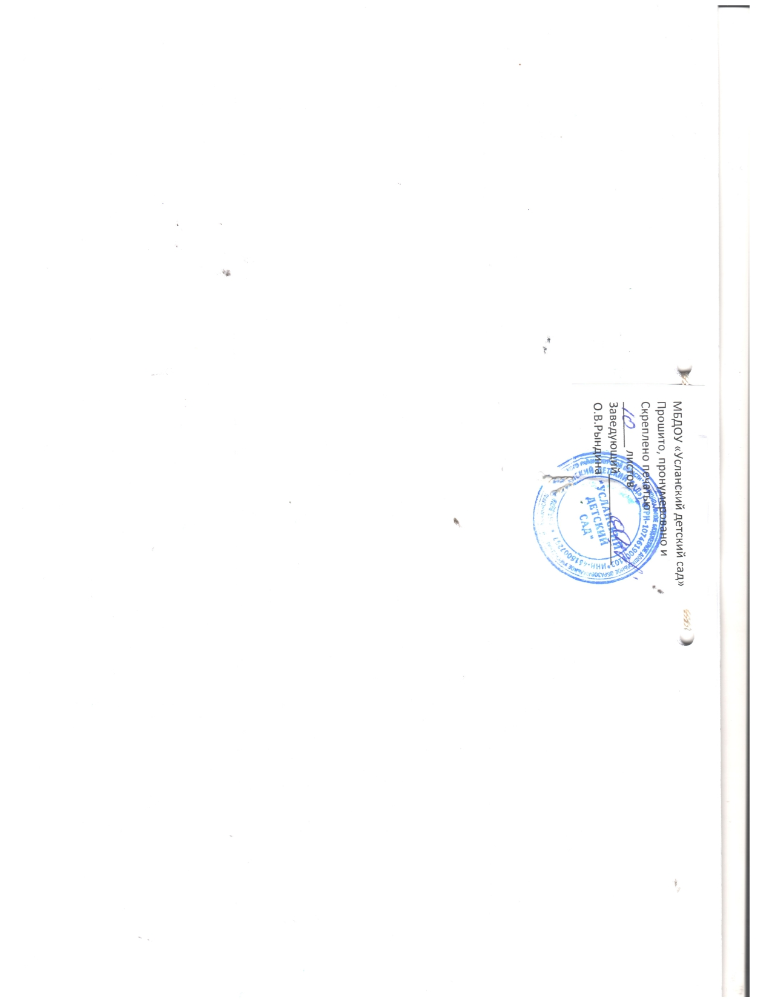 МБДОУ «Усланский детский сад»
Прошито, пронумеровано и
Скреплено печатью
10 листов
Заведующий
О.В.Рындина
"УСЛАНСКИЙ
ДЕТСКИЙ
САД"